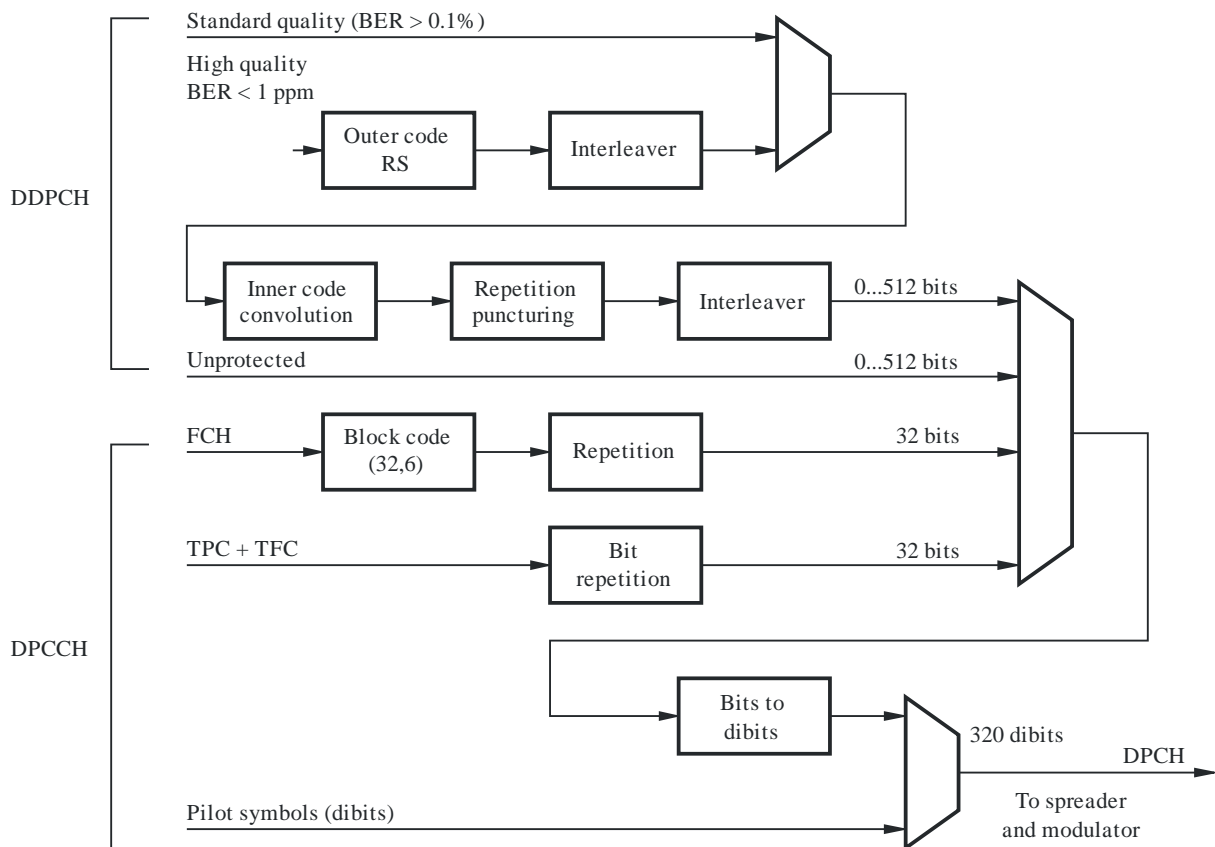 Standard quality (BER > 0.1%)
High quality
BER < 1 ppm
Outer code
RS
Interleaver
DDPCH
Inner code
convolution
Repetition
puncturing
Interleaver
0...512 bits
Unprotected
0...512 bits
FCH
Block code
(32,6)
Repetition
32 bits
TPC + TFC
Bit
repetition
32 bits
DPCCH
Bits to
dibits
320 dibits
DPCH
Pilot symbols (dibits)
To spreader
and modulator